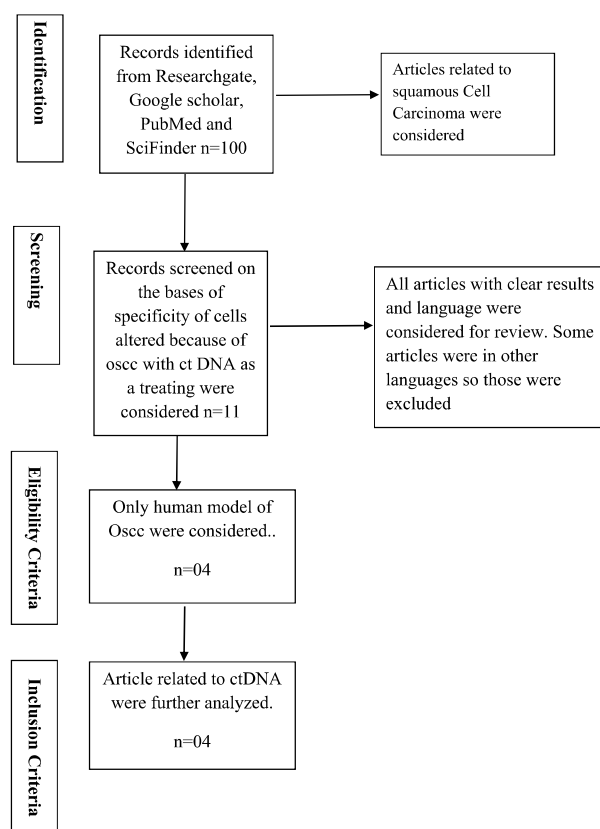 Identification
Records identified
from Researchgate,
Google scholar,
PubMed and
SciFinder n=100
Articles related to
squamous Cell
Carcinoma were
considered
Screening
Records screened on
the bases of
specificity of cells
altered because of
oscc with ct DNA as
a treating were
considered n=11
All articles with clear results
and language were
considered for review. Some
articles were in other
languages so those were
excluded
Eligibility Criteria
Only human model of
Oscc were considered..
n=04
Inclusion Criteria
Article related to ctDNA
were further analyzed.
n=04